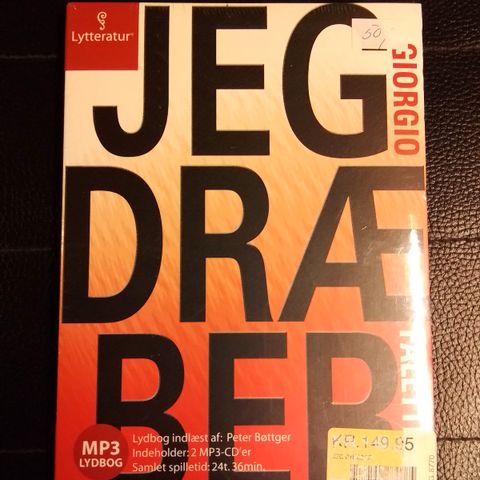 Lytteratur
50
JEG
GIORGIO
DRÆ
BER
MP3
LYDBOG
Lydbog indlæst af: Peter Bøttger
Indeholder: 2 MP3-CD'er
Samlet spilletid: 24t. 36min.
KR.149.95